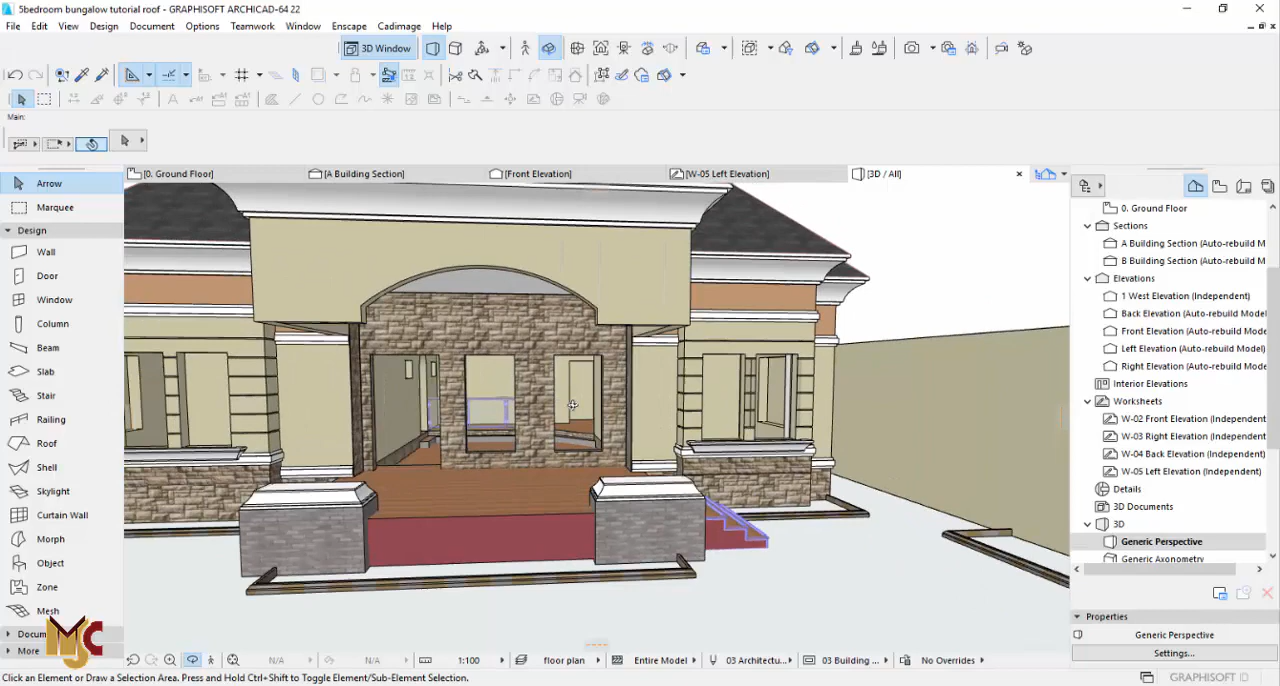 5bedroom bungalow tutorial roof - GRAPHISOFT ARCHICAD-64 22
File Edit View Design Document Options Teamwork Window Enscape Cadimage Help
3D Window
Main:
[0. Ground Floor] [A Building Section] [Front Elevation] [W-05 Left Elevation] [3D / All]
Arrow
Marquee
Design
Wall
Door
Window
Column
Beam
Slab
Stair
Railing
Roof
Shell
Skylight
Curtain Wall
Morph
Object
Zone
Mesh
Docum
More
MSC
0. Ground Floor
Sections
A Building Section (Auto-rebuild M
B Building Section (Auto-rebuild M
Elevations
1 West Elevation (Independent)
Back Elevation (Auto-rebuild Model
Front Elevation (Auto-rebuild Mode
Left Elevation (Auto-rebuild Model)
Right Elevation (Auto-rebuild Mode
Interior Elevations
Worksheets
W-02 Front Elevation (Independent
W-03 Right Elevation (Independent
W-04 Back Elevation (Independent)
W-05 Left Elevation (Independent)
Details
3D Documents
3D
Generic Perspective
Generic Axonometry
Properties
Generic Perspective
Settings...
N/A N/A 1:100 floor plan Entire Model 03 Architectu... 03 Building ... No Overrides
Click an Element or Draw a Selection Area. Press and Hold Ctrl+Shift to Toggle Element/Sub-Element Selection.
GRAPHISOFT ID